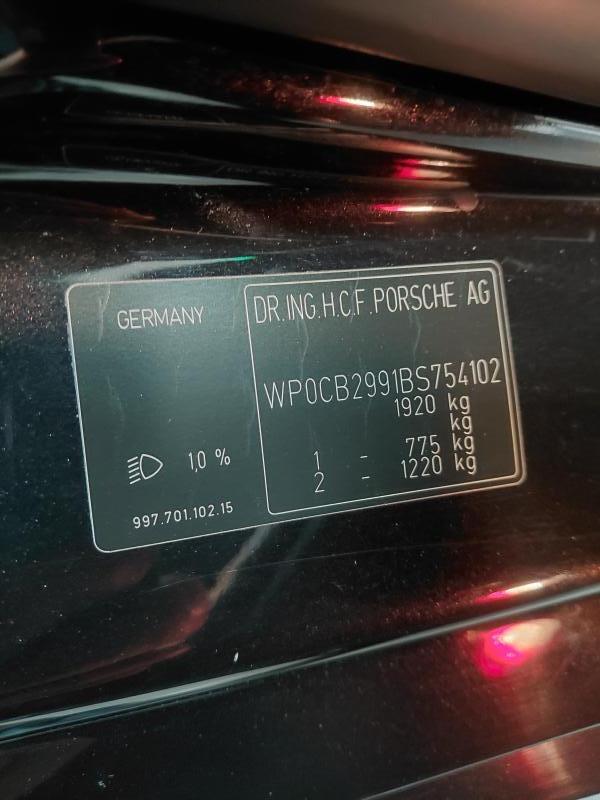 GERMANY
1,0 %
997.701.102.15
DR.ING.H.C.F.PORSCHE AG
WP0CB2991BS754102
1920 kg
kg
1 - 775 kg
2 - 1220 kg